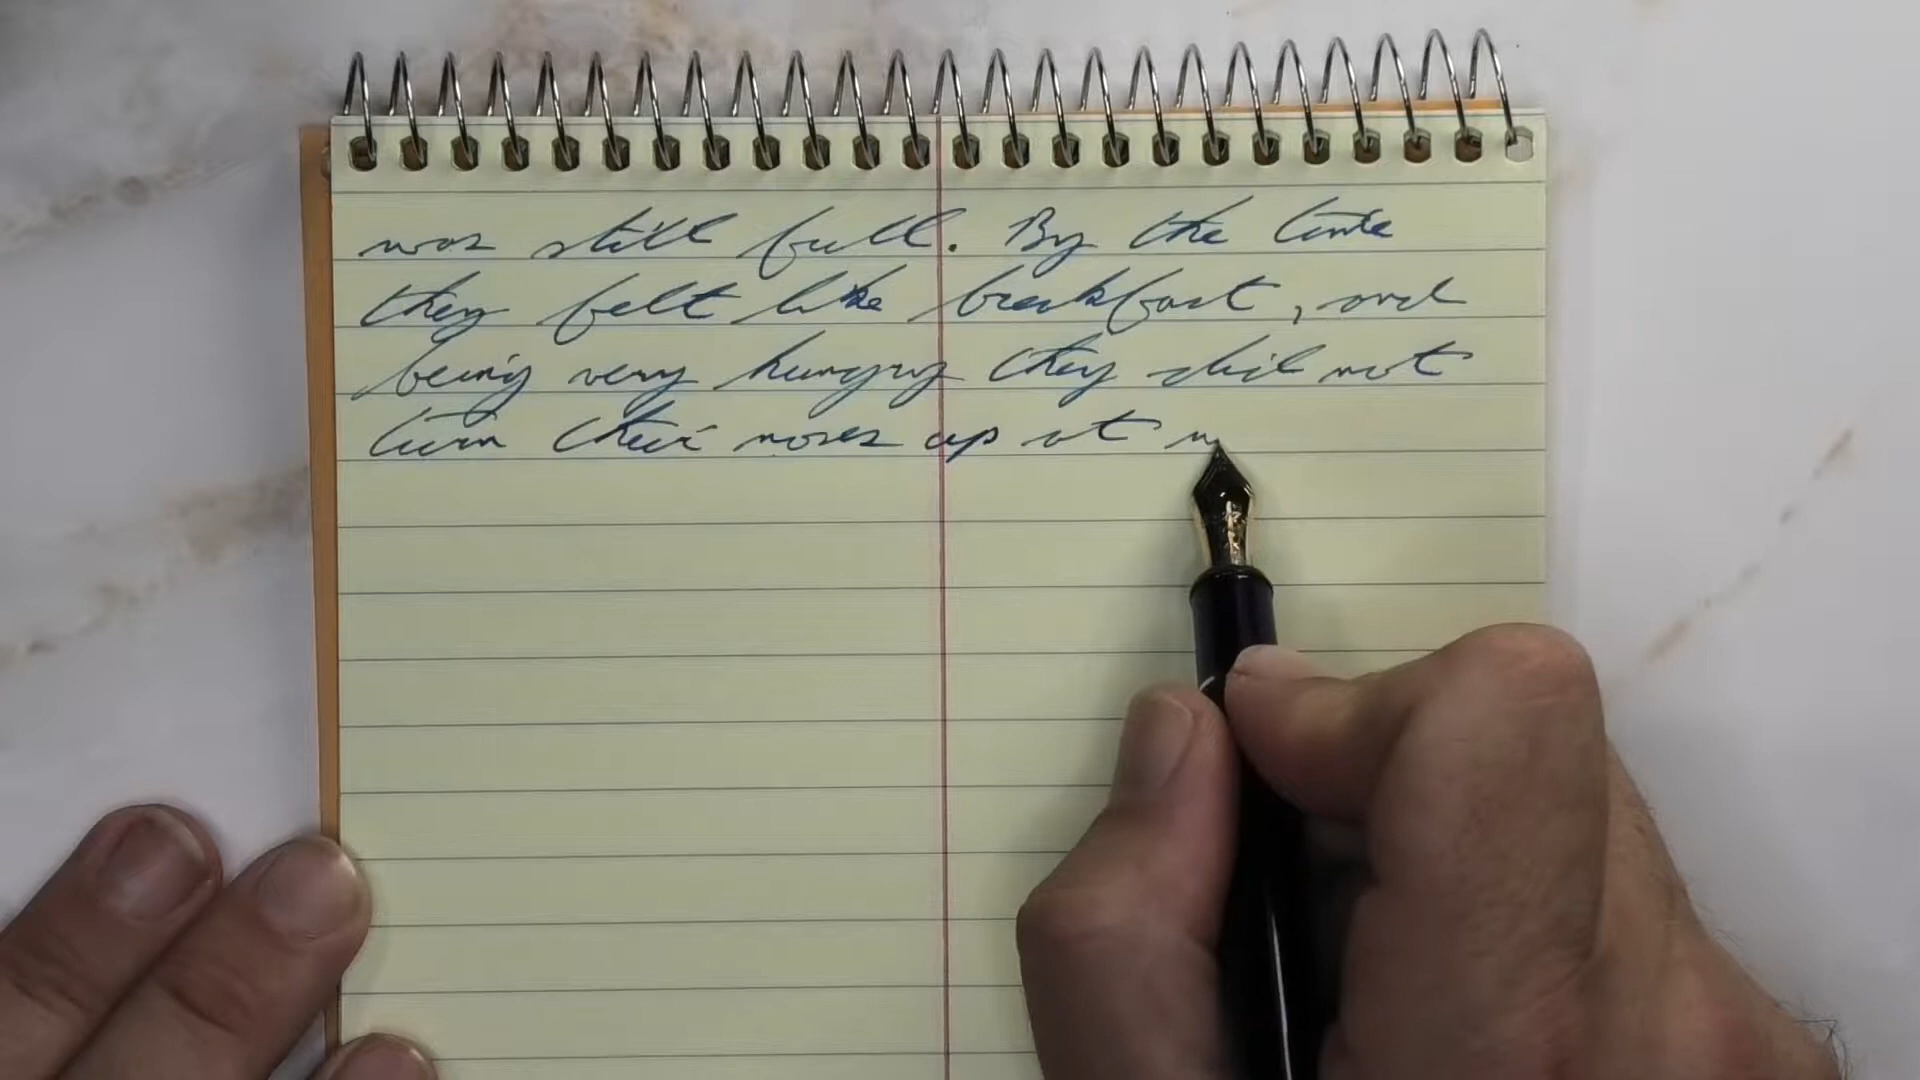 was still full. By the time
they felt like breakfast, and
being very hungry they did not
turn their noses up at